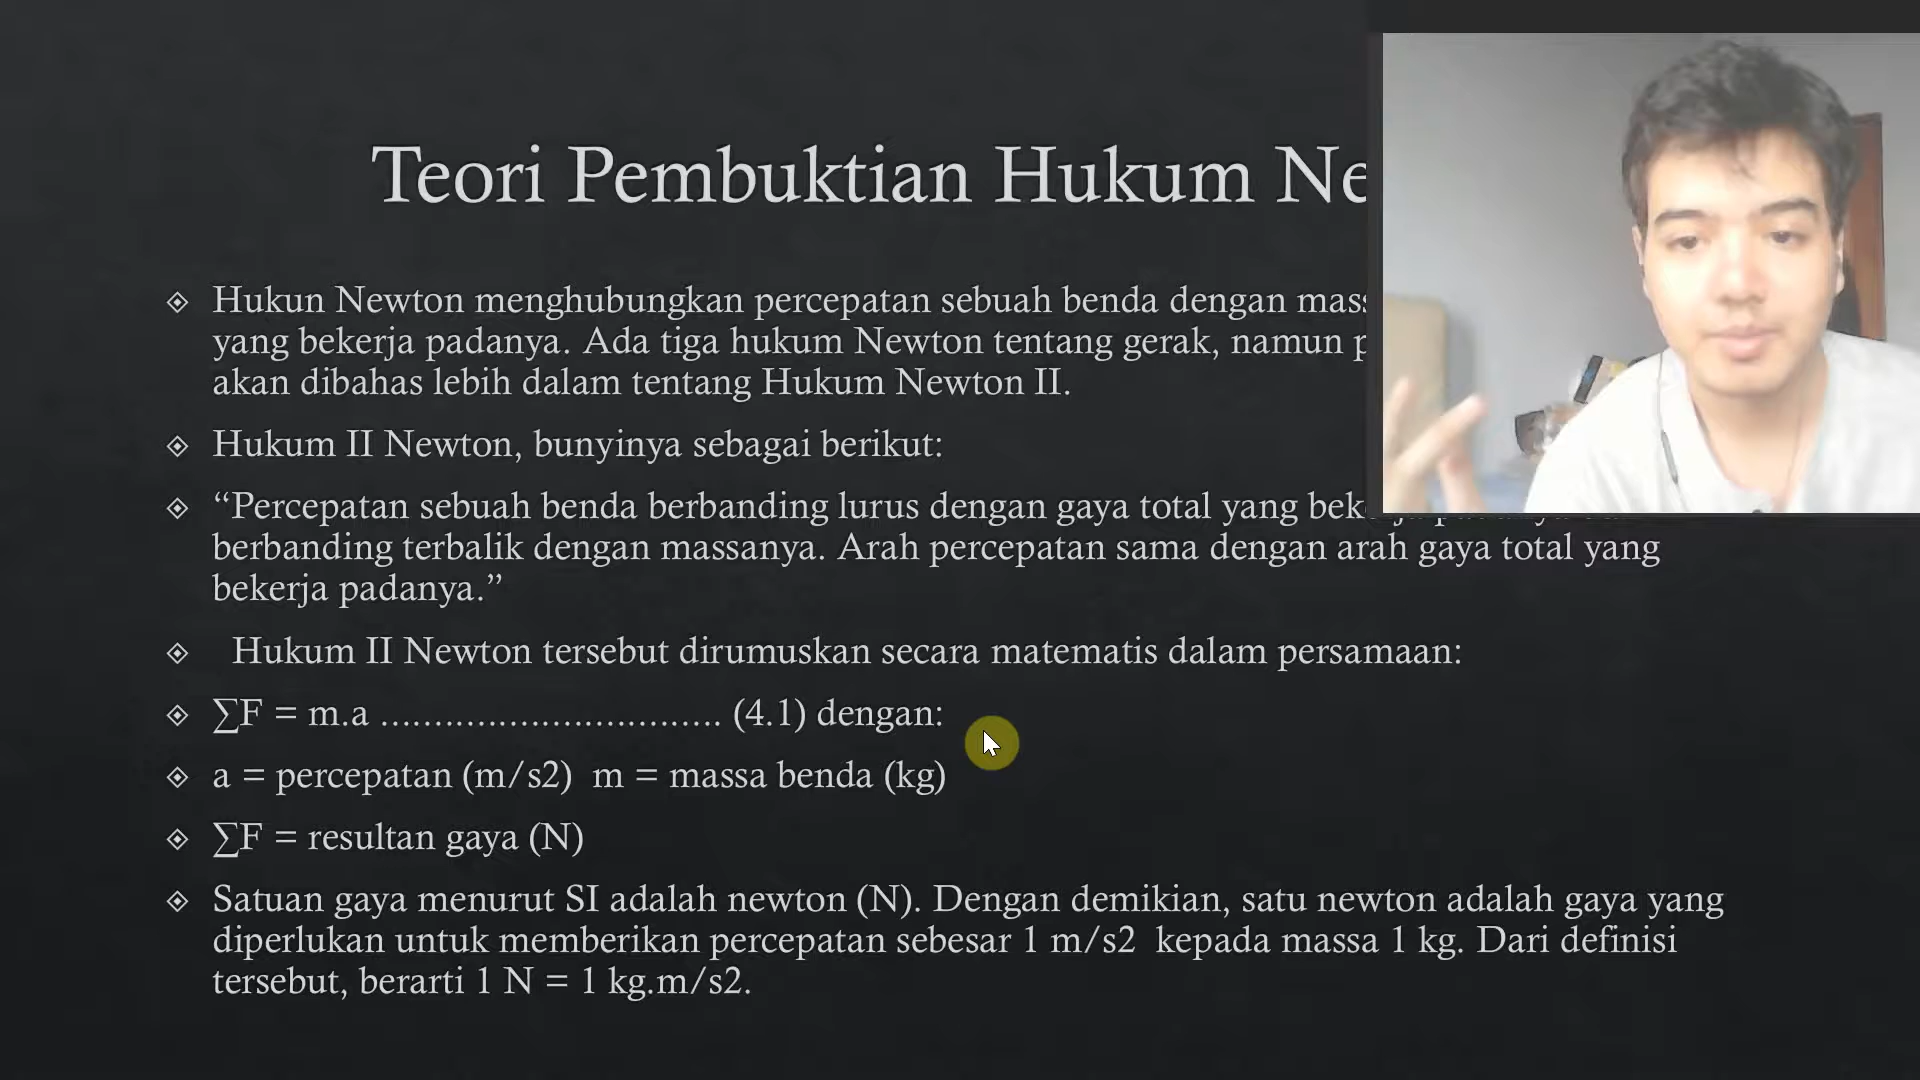 Teori Pembuktian Hukum Ne
Hukun Newton menghubungkan percepatan sebuah benda dengan mass
yang bekerja padanya. Ada tiga hukum Newton tentang gerak, namun p
akan dibahas lebih dalam tentang Hukum Newton II.
Hukum II Newton, bunyinya sebagai berikut:
“Percepatan sebuah benda berbanding lurus dengan gaya total yang bek
berbanding terbalik dengan massanya. Arah percepatan sama dengan arah gaya total yang
bekerja padanya.”
Hukum II Newton tersebut dirumuskan secara matematis dalam persamaan:
∑F = m.a ................................ (4.1) dengan:
a = percepatan (m/s2)  m = massa benda (kg)
∑F = resultan gaya (N)
Satuan gaya menurut SI adalah newton (N). Dengan demikian, satu newton adalah gaya yang
diperlukan untuk memberikan percepatan sebesar 1 m/s2  kepada massa 1 kg. Dari definisi
tersebut, berarti 1 N = 1 kg.m/s2.